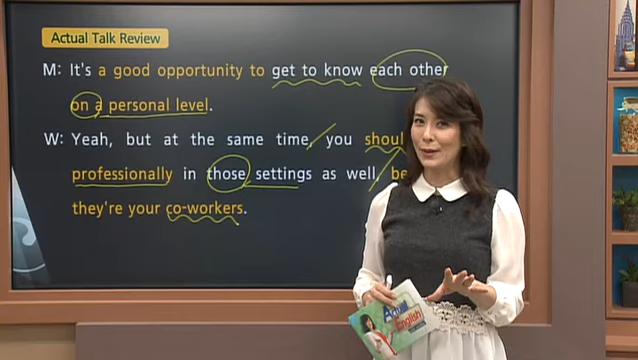 Actual Talk Review
M: It's a good opportunity to get to know each other
on a personal level.
W: Yeah, but at the same time, you shoul
professionally in those settings as well, be
they're your co-workers.
English